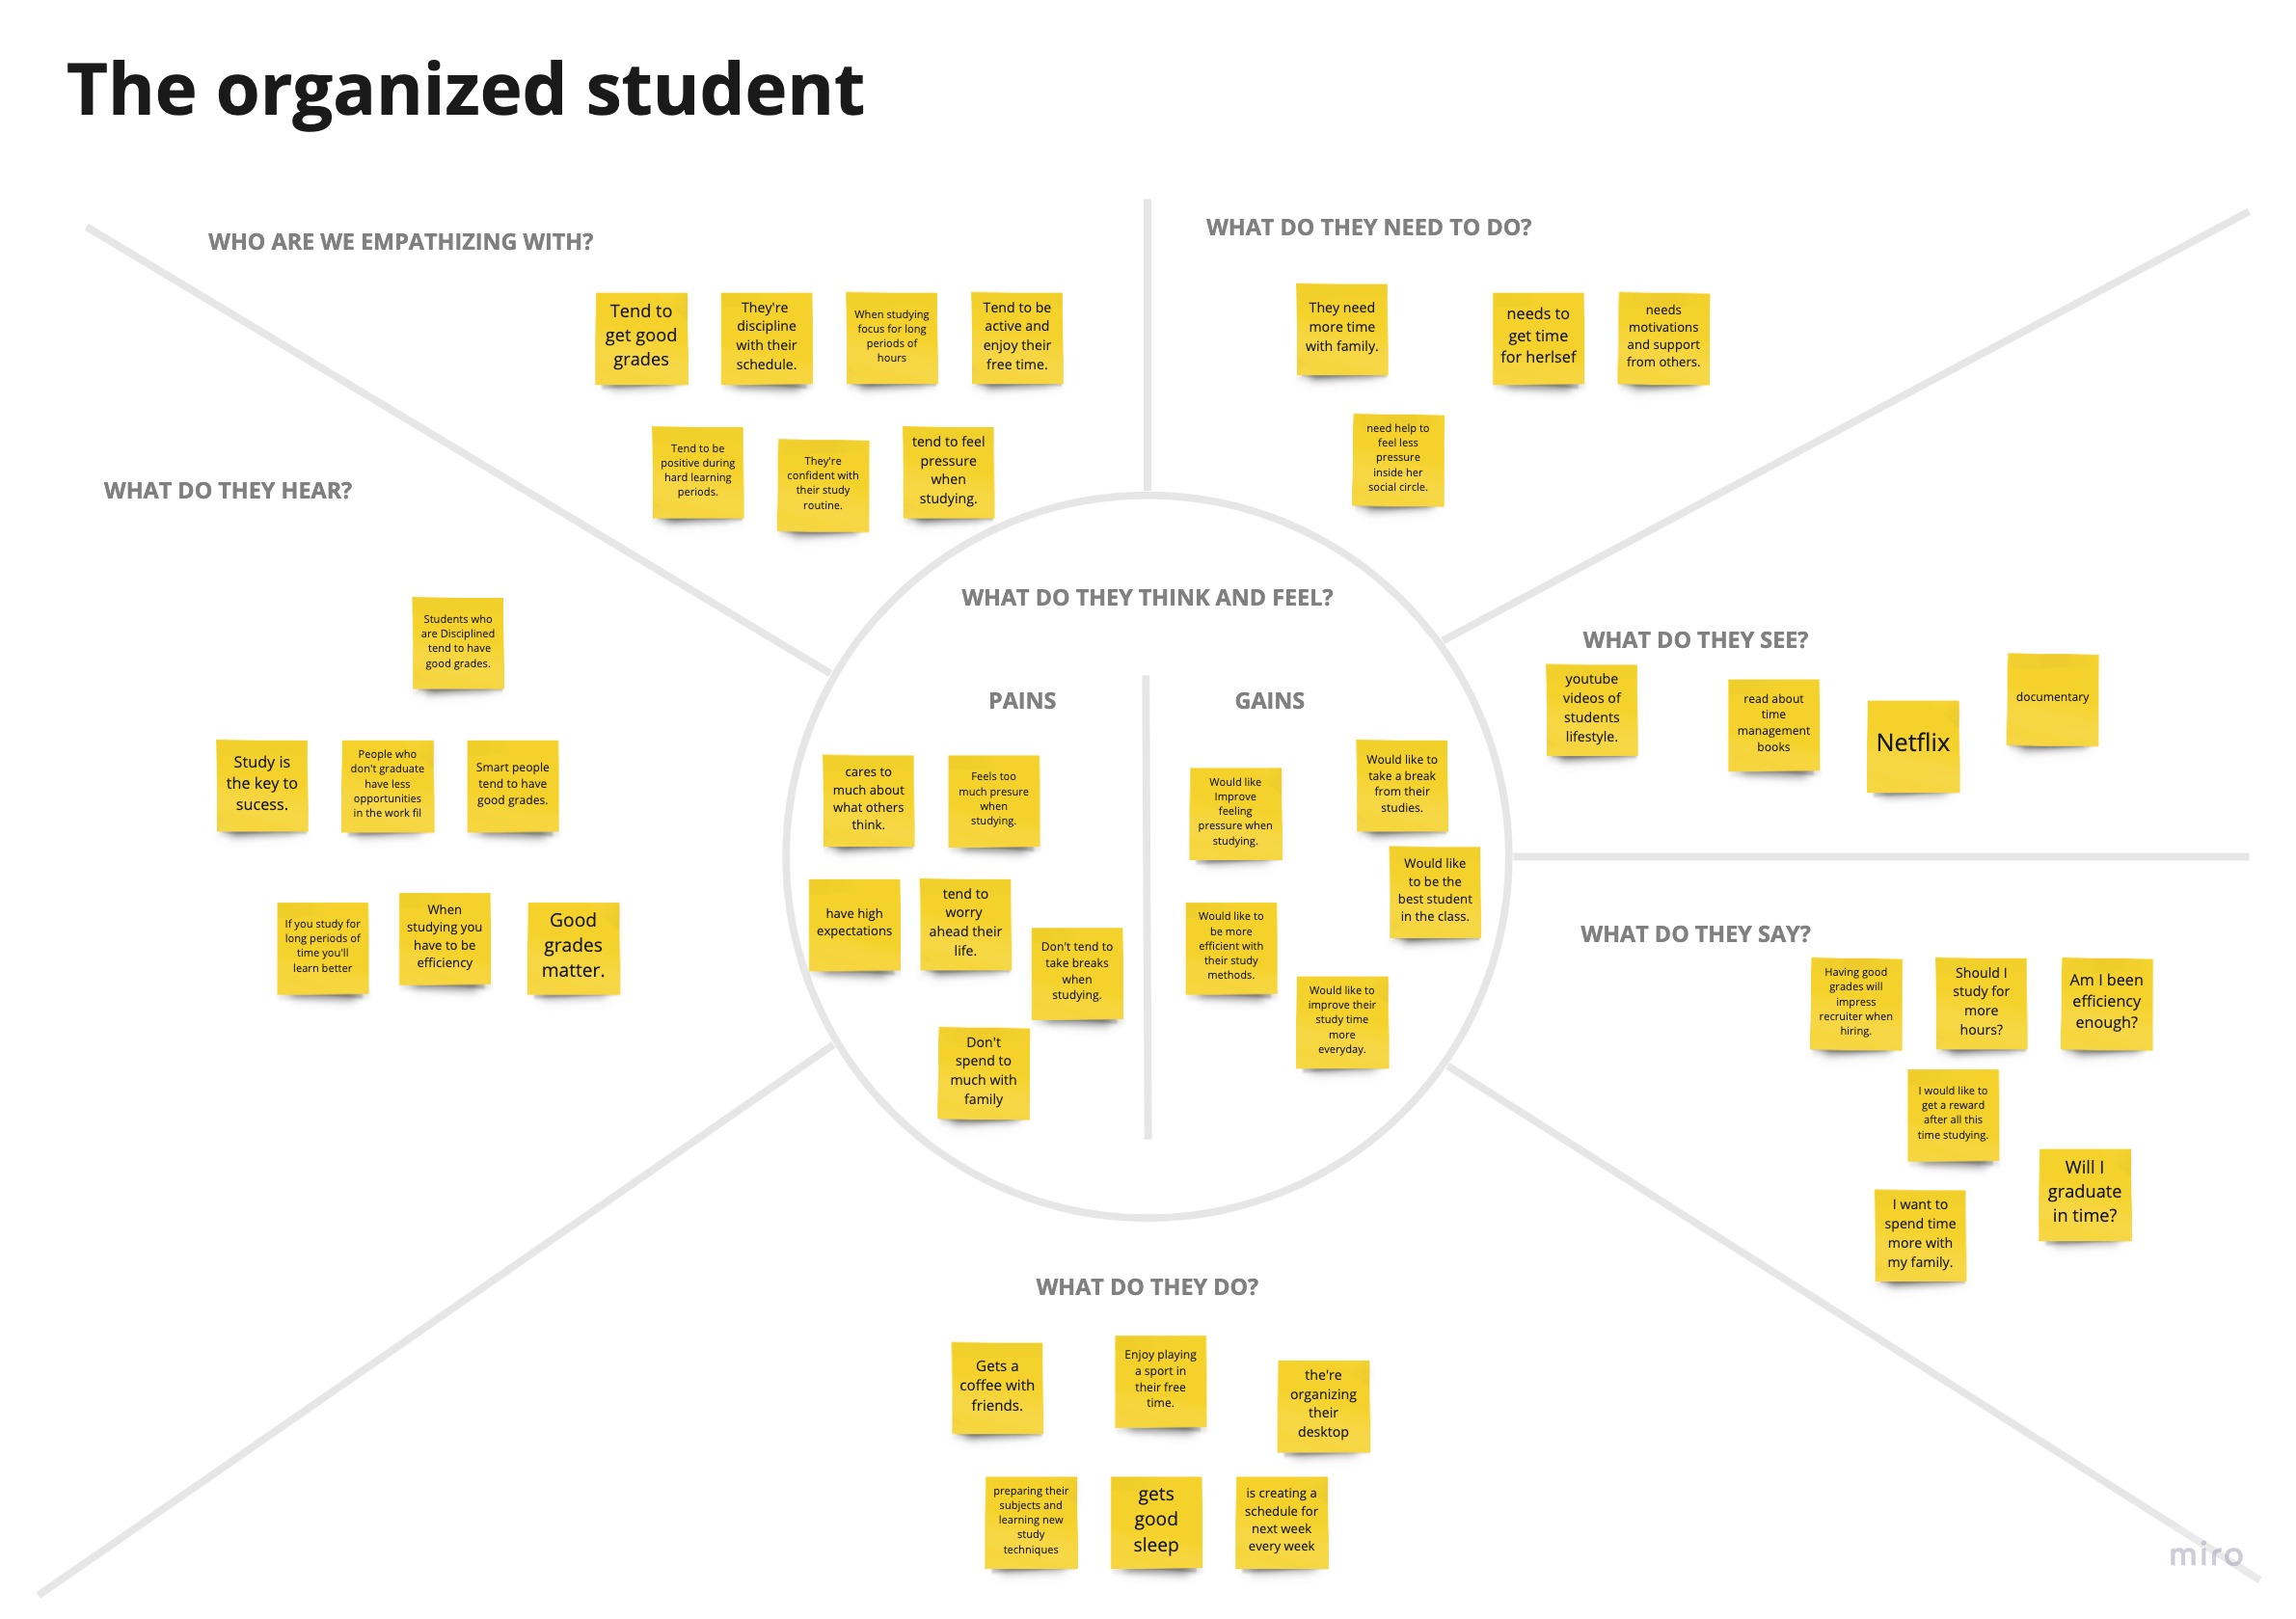 The organized student
WHO ARE WE EMPATHIZING WITH?
Tend to
get good
grades
They're
discipline
with their
schedule.
When studying
focus for long
periods of
hours
Tend to be
active and
enjoy their
free time.
Tend to be
positive during
hard learning
periods.
They're
confident with
their study
routine.
tend to feel
pressure
when
studying.
WHAT DO THEY NEED TO DO?
They need
more time
with family.
needs to
get time
for herlsef
needs
motivations
and support
from others.
need help to
feel less
pressure
inside her
social circle.
WHAT DO THEY HEAR?
Students who
are Disciplined
tend to have
good grades.
Study is
the key to
sucess.
People who
don't graduate
have less
opportunities
in the work fil
Smart people
tend to have
good grades.
If you study for
long periods of
time you'll
learn better
When
studying you
have to be
efficiency
Good
grades
matter.
WHAT DO THEY THINK AND FEEL?
PAINS
cares to
much about
what others
think.
Feels too
much presure
when
studying.
have high
expectations
tend to
worry
ahead their
life.
Don't tend to
take breaks
when
studying.
Don't
spend to
much with
family
GAINS
Would like
Improve
feeling
pressure when
studying.
Would like to
take a break
from their
studies.
Would like
to be the
best student
in the class.
Would like to
be more
efficient with
their study
methods.
Would like to
improve their
study time
more
everyday.
WHAT DO THEY SEE?
youtube
videos of
students
lifestyle.
read about
time
management
books
Netflix
documentary
WHAT DO THEY SAY?
Having good
grades will
impress
recruiter when
hiring.
Should I
study for
more
hours?
Am I been
efficiency
enough?
I would like to
get a reward
after all this
time studying.
Will I
graduate
in time?
I want to
spend time
more with
my family.
WHAT DO THEY DO?
Gets a
coffee with
friends.
Enjoy playing
a sport in
their free
time.
the're
organizing
their
desktop
preparing their
subjects and
learning new
study
techniques
gets
good
sleep
is creating a
schedule for
next week
every week
miro